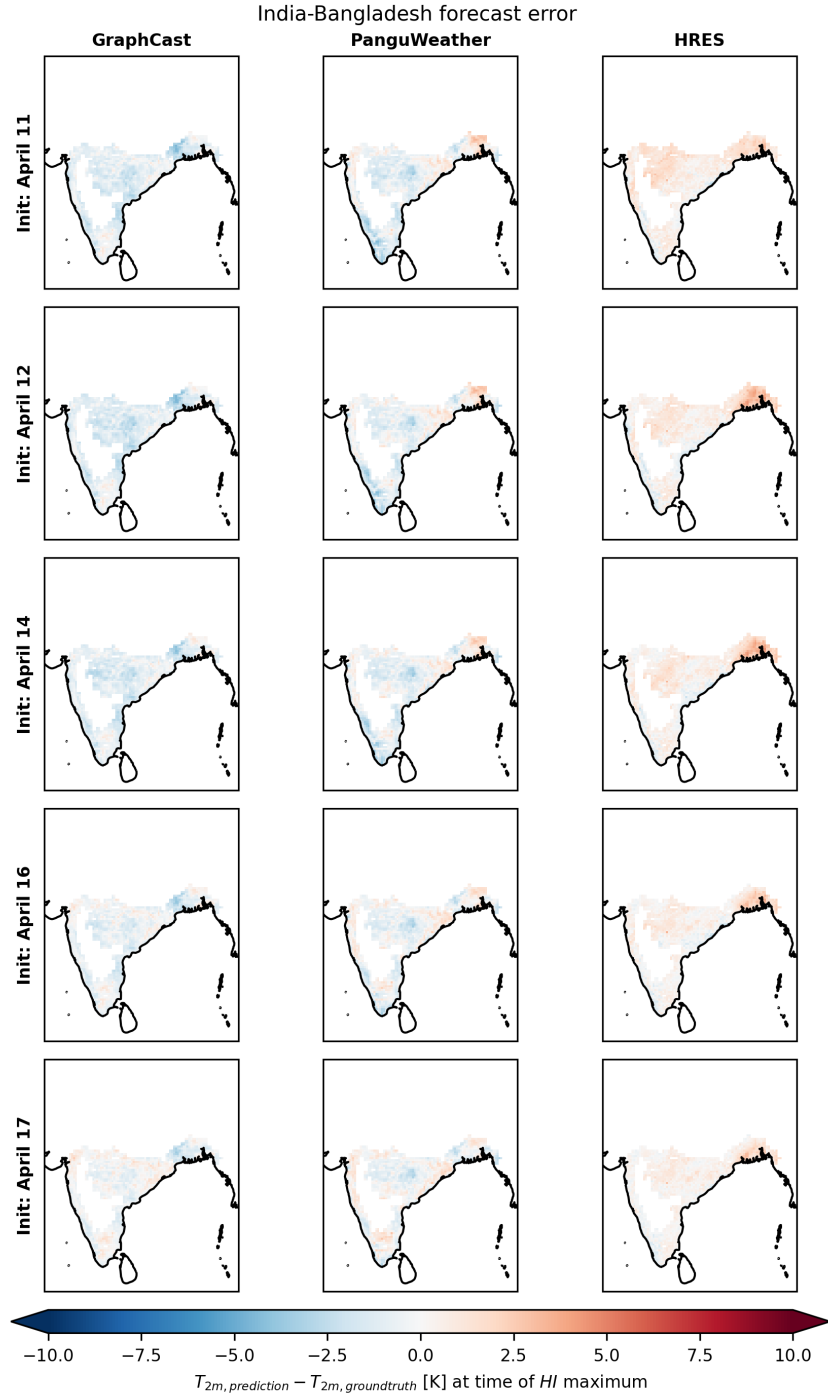 India-Bangladesh forecast error
GraphCast PanguWeather HRES
Init: April 11
Init: April 12
Init: April 14
Init: April 16
Init: April 17
−10.0 −7.5 −5.0 −2.5 0.0 2.5 5.0 7.5 10.0
T2m, prediction − T2m, groundtruth [K] at time of HI maximum